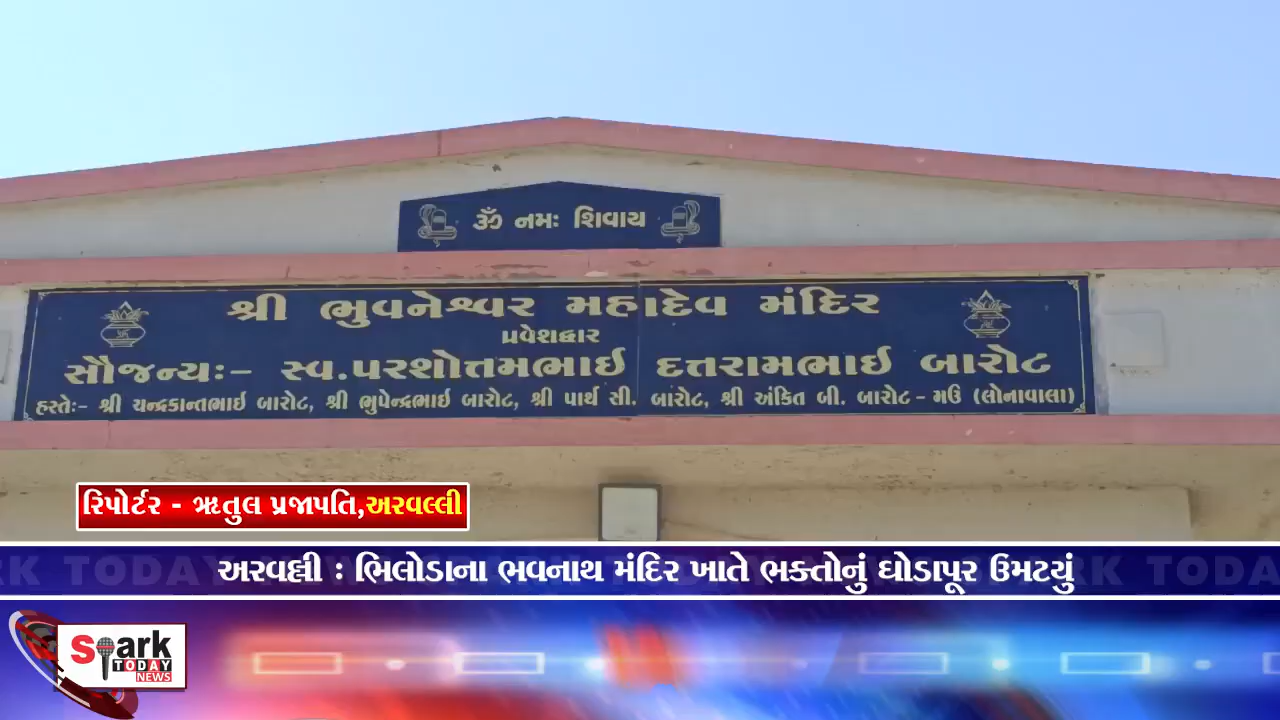 ૐ નમઃ શિવાય
શ્રી ભુવનેશ્વર મહાદેવ મંદિર
પ્રવેશદ્વાર
સૌજન્યઃ- સ્વ.પરશોતમભાઈ દત્તરામભાઈ બારોટ
હસ્તેઃ- શ્રી ચન્દ્રકાન્તભાઇ બારોટ, શ્રી ભુપેન્દ્રભાઇ બારોટ, શ્રી પાર્થ સી. બારોટ, શ્રી અંકિત બી. બારોટ - મઉ (લોનાવાલા)
રિપોર્ટર - ઋતુલ પ્રજાપતિ,અરવલ્લી
અરવલ્લી : ભિલોડાના ભવનાથ મંદિર ખાતે ભક્તોનું ઘોડાપૂર ઉમટયું
Spark
TODAY
NEWS